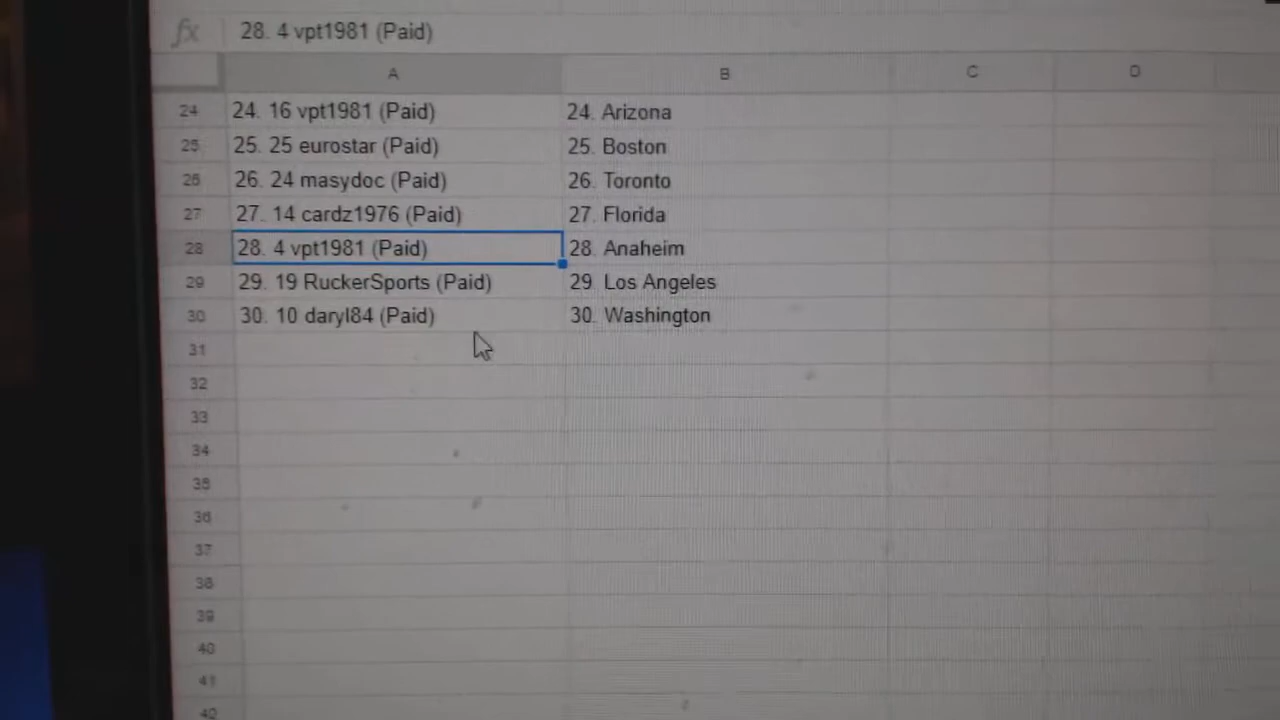 fx 28. 4 vpt1981 (Paid)
A B C D
24 24. 16 vpt1981 (Paid) 24. Arizona
25 25. 25 eurostar (Paid) 25. Boston
26 26. 24 masydoc (Paid) 26. Toronto
27 27. 14 cardz1976 (Paid) 27. Florida
28 28. 4 vpt1981 (Paid) 28. Anaheim
29 29. 19 RuckerSports (Paid) 29. Los Angeles
30 30. 10 daryl84 (Paid) 30. Washington
31
32
33
34
35
36
37
38
39
40
41